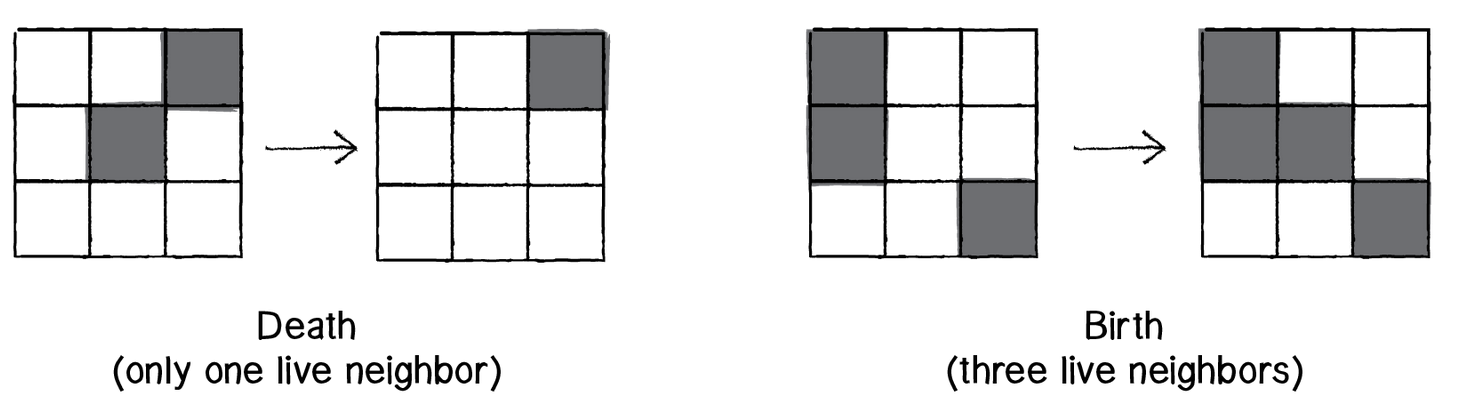 Death
(only one live neighbor)
Birth
(three live neighbors)